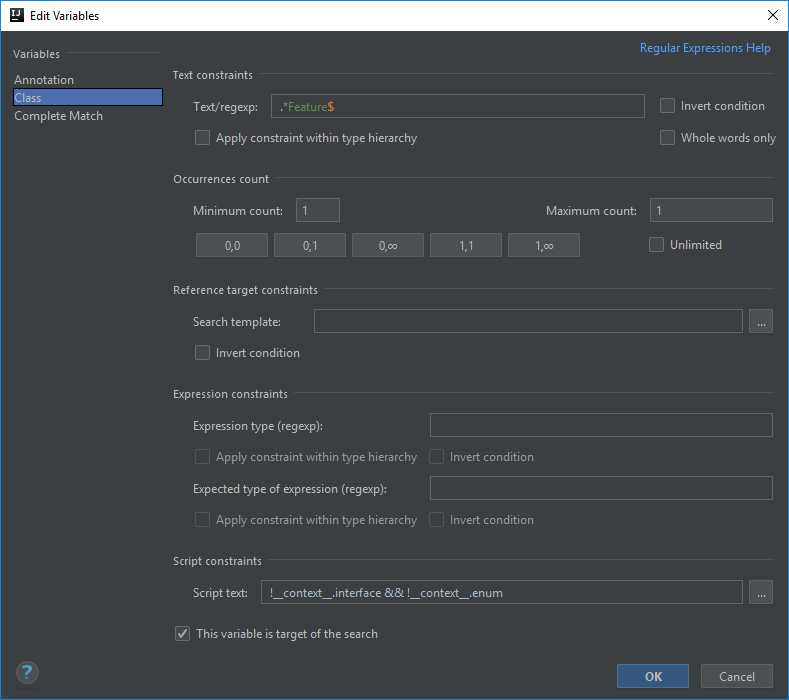 IJ Edit Variables
Regular Expressions Help
Variables
Annotation
Class
Complete Match
Text constraints
Text/regexp: .*Feature$ Invert condition
Apply constraint within type hierarchy Whole words only
Occurrences count
Minimum count: 1 Maximum count: 1
0,0 0,1 0,∞ 1,1 1,∞ Unlimited
Reference target constraints
Search template: ...
Invert condition
Expression constraints
Expression type (regexp):
Apply constraint within type hierarchy Invert condition
Expected type of expression (regexp):
Apply constraint within type hierarchy Invert condition
Script constraints
Script text: !__context__.interface && !__context__.enum ...
This variable is target of the search
? OK Cancel